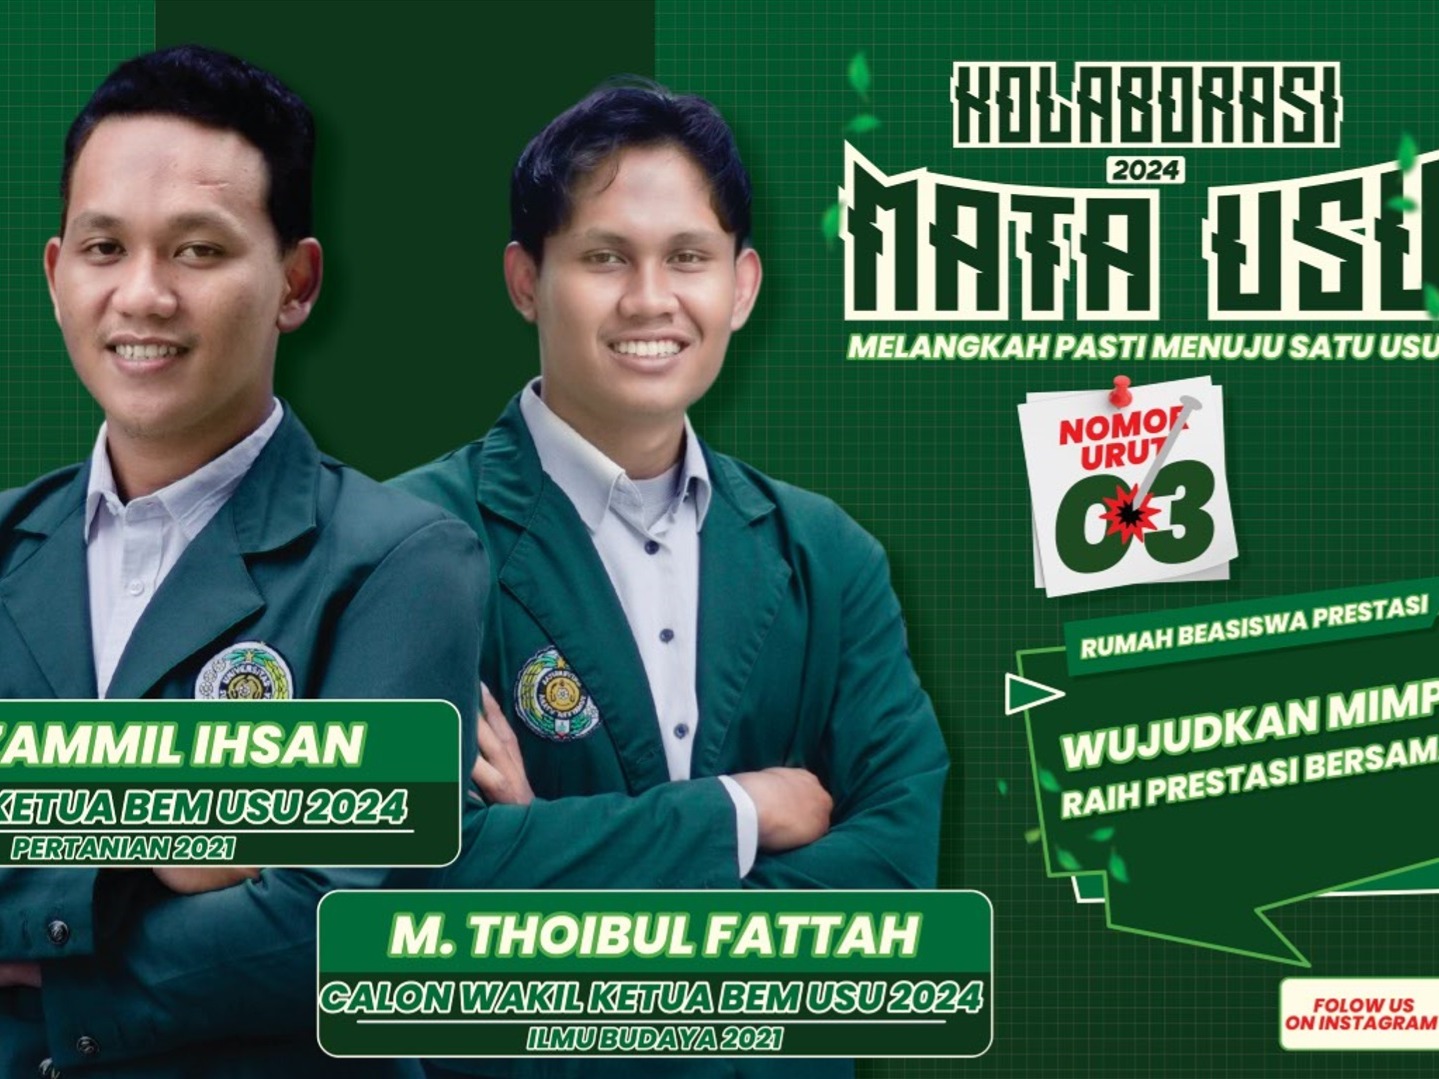 KOLABORASI
2024
MATA USU
MELANGKAH PASTI MENUJU SATU USU
NOMOR
URUT
03
RUMAH BEASISWA PRESTASI
WUJUDKAN MIMP
RAIH PRESTASI BERSAM
ZAMMIL IHSAN
KETUA BEM USU 2024
PERTANIAN 2021
M. THOIBUL FATTAH
CALON WAKIL KETUA BEM USU 2024
ILMU BUDAYA 2021
FOLOW US
ON INSTAGRAM